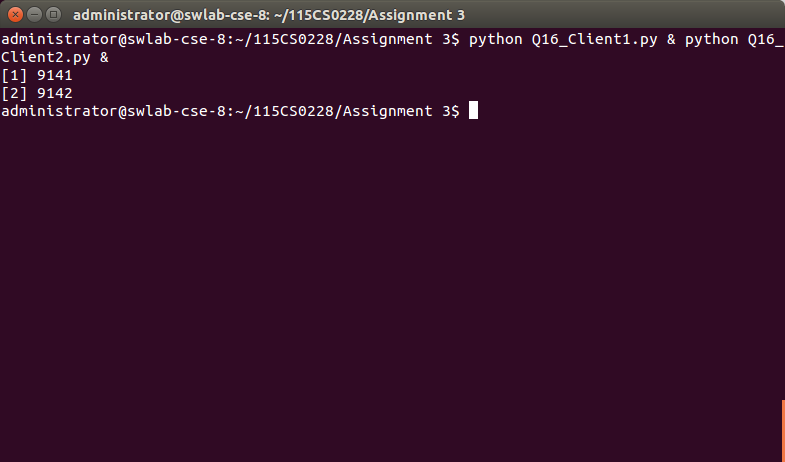 administrator@swlab-cse-8: ~/115CS0228/Assignment 3
administrator@swlab-cse-8:~/115CS0228/Assignment 3$ python Q16_Client1.py & python Q16_
Client2.py &
[1] 9141
[2] 9142
administrator@swlab-cse-8:~/115CS0228/Assignment 3$